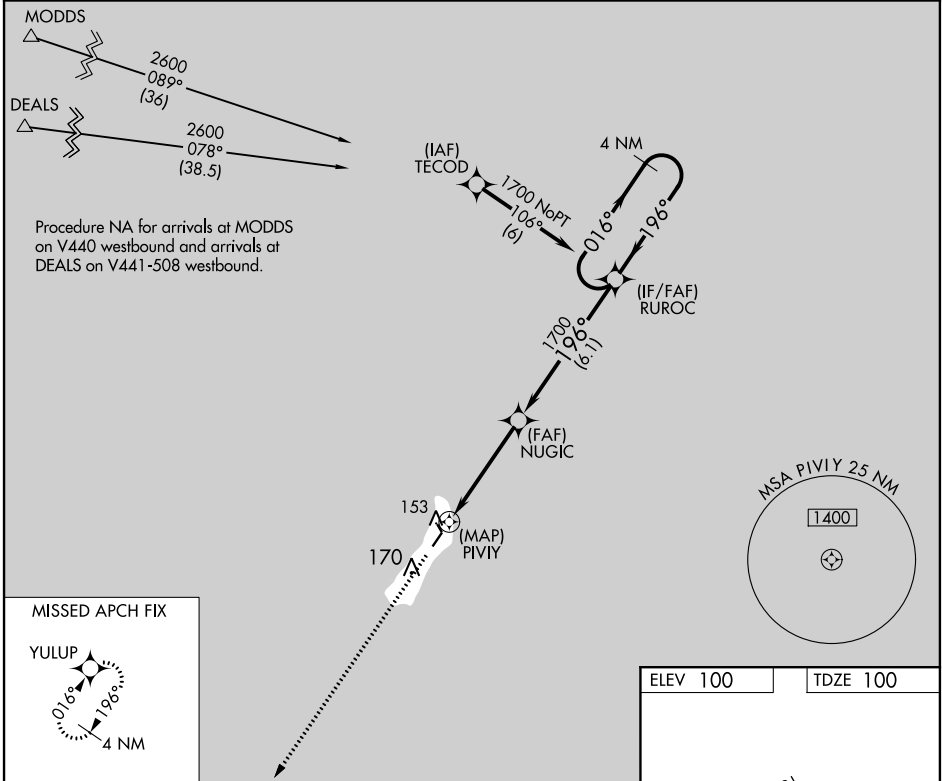 MODDS
2600
089°
(36)
DEALS
2600
078°
(38.5)
Procedure NA for arrivals at MODDS
on V440 westbound and arrivals at
DEALS on V441-508 westbound.
(IAF)
TECOD
1700 NoPT
106°
(6)
4 NM
016°
196°
(IF/FAF)
RUROC
1700
196°
(6.1)
(FAF)
NUGIC
153
(MAP)
PIVIY
170
MSA PIVIY 25 NM
1400
MISSED APCH FIX
YULUP
016°
196°
4 NM
ELEV 100
TDZE 100